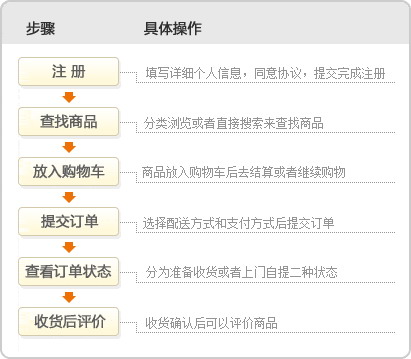 步骤 具体操作
注 册 填写详细个人信息，同意协议，提交完成注册
查找商品 分类浏览或者直接搜索来查找商品
放入购物车 商品放入购物车后去结算或者继续购物
提交订单 选择配送方式和支付方式后提交订单
查看订单状态 分为准备收货或者上门自提二种状态
收货后评价 收货确认后可以评价商品